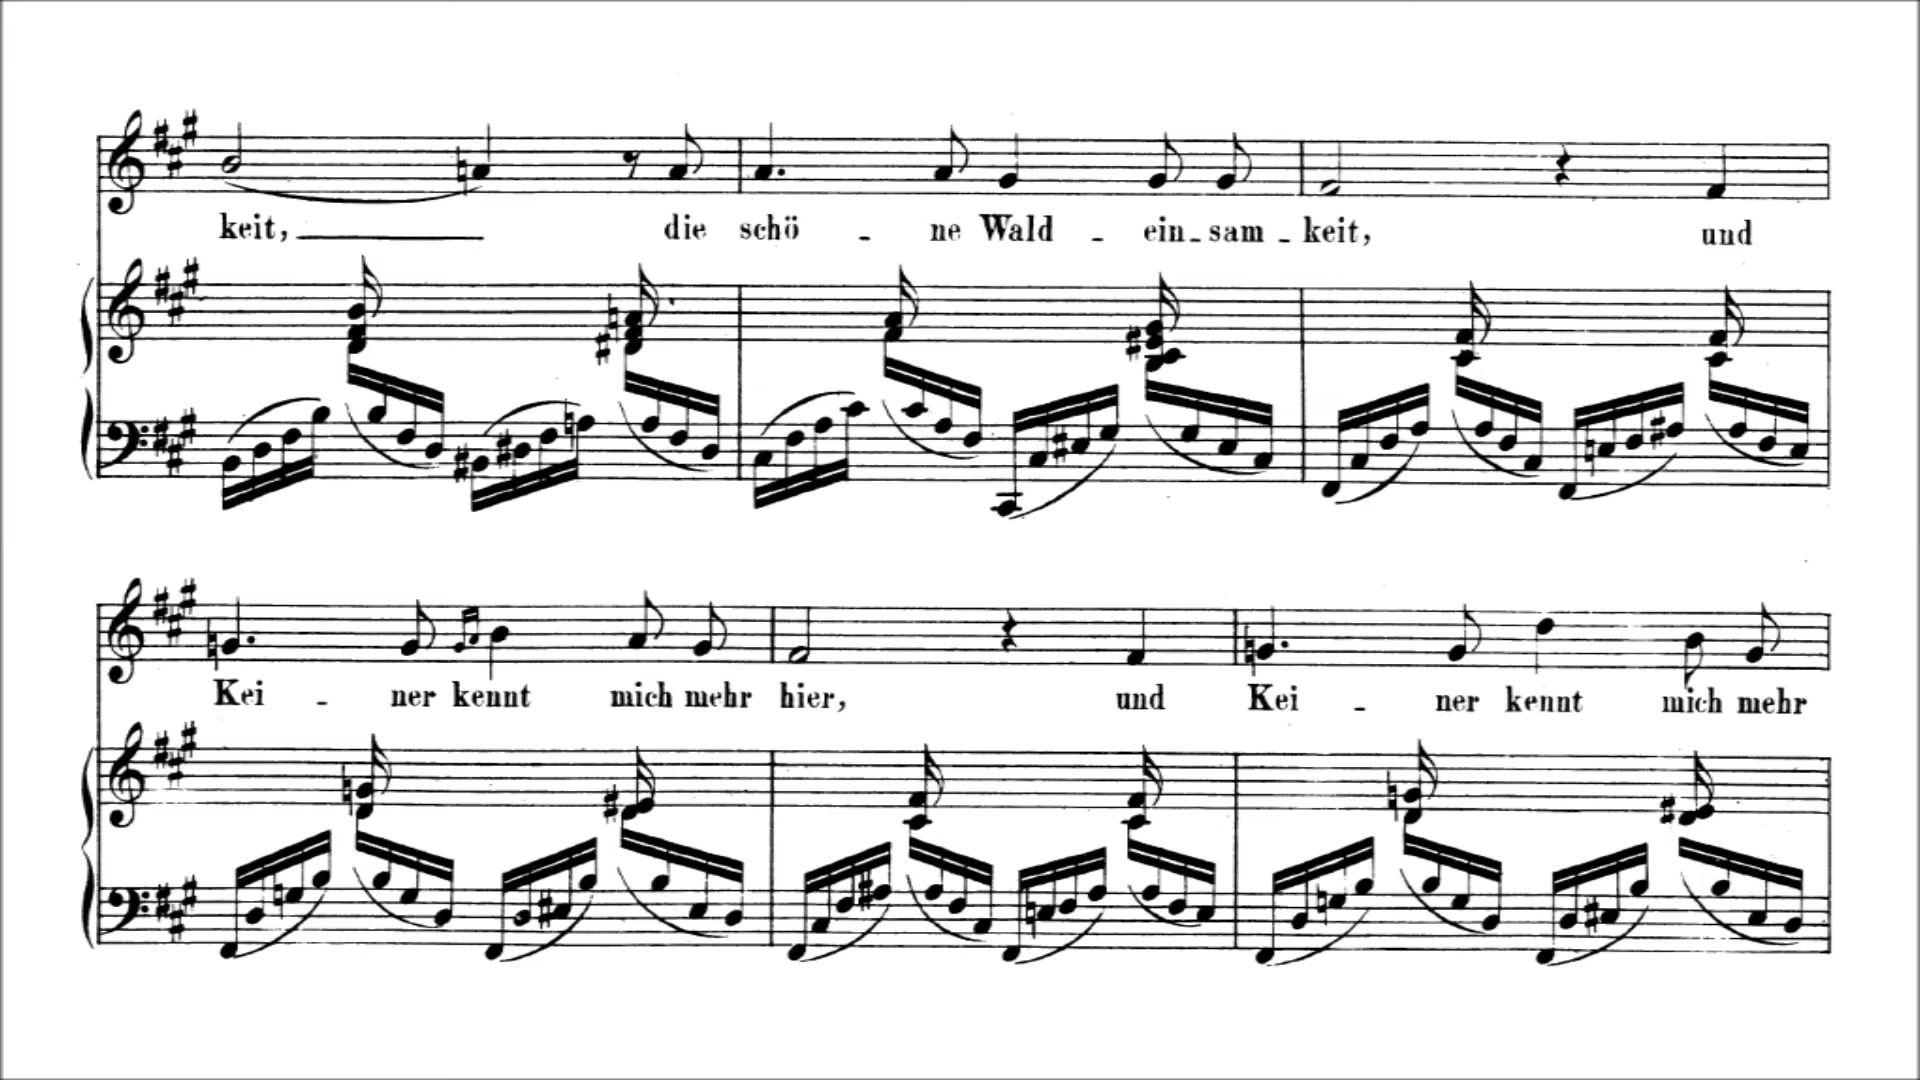 keit, die schö - ne Wald - ein - sam - keit, und
Kei - ner kennt mich mehr hier, und Kei - ner kennt mich mehr